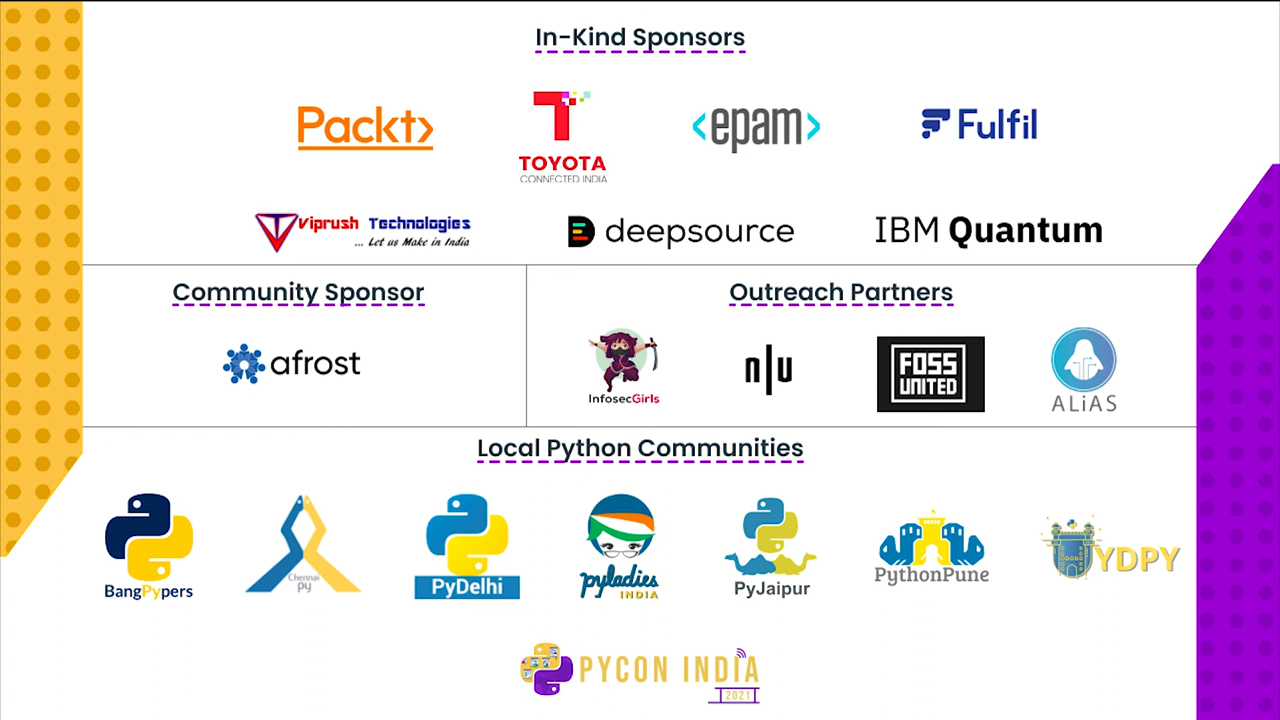 In-Kind Sponsors
Packt
TOYOTA
CONNECTED INDIA
<epam>
Fulfil
Viprush Technologies
... Let us Make in India
deepsource
IBM Quantum
Community Sponsor
Outreach Partners
afrost
InfosecGirls
n|u
FOSS
UNITED
ALiAS
Local Python Communities
BangPypers
Chennai
py
PyDelhi
pyladies
INDIA
PyJaipur
PythonPune
YDPY
PYCON INDIA
2021